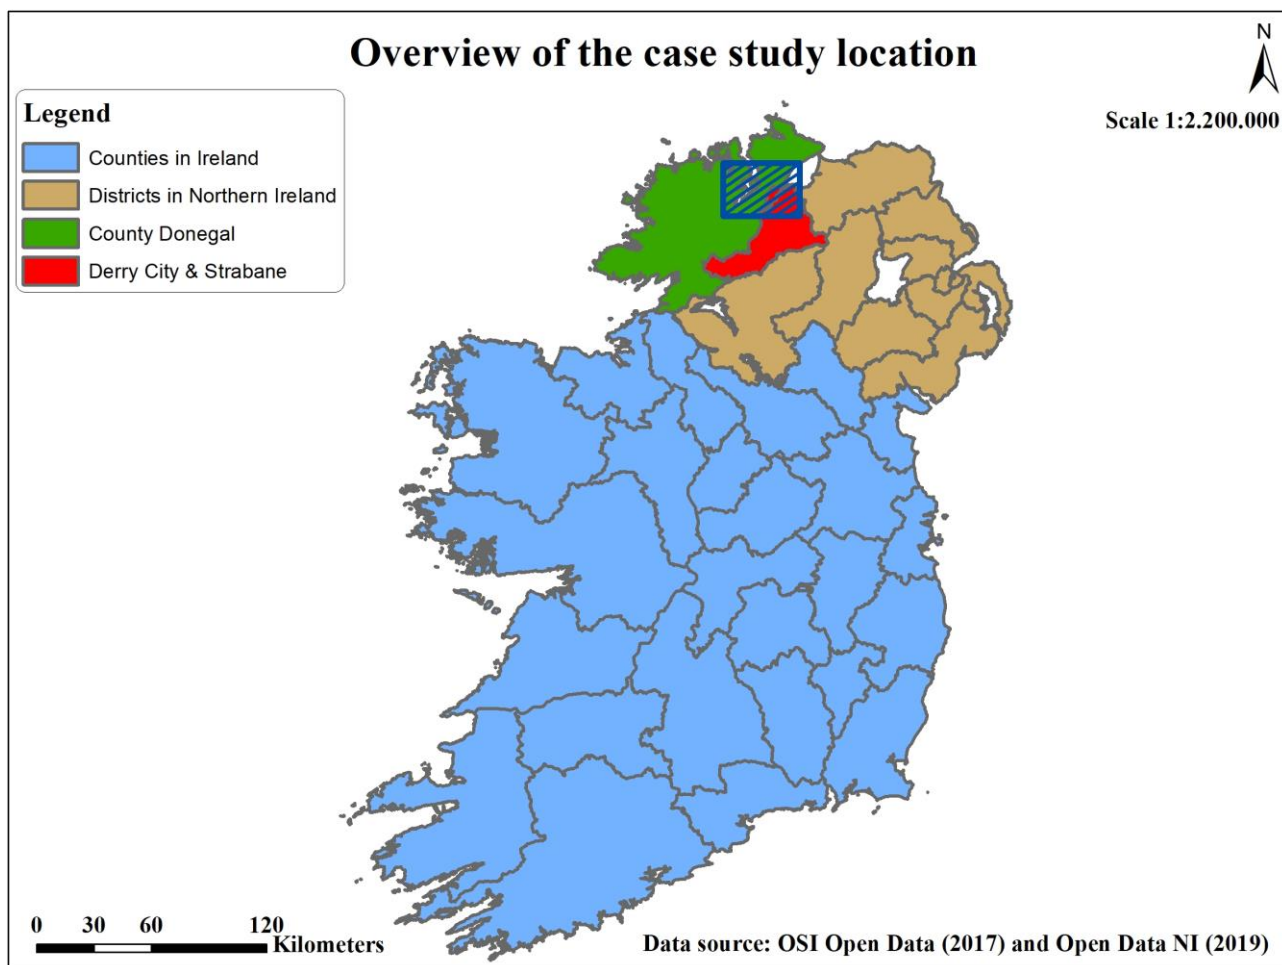 Overview of the case study location
N
Scale 1:2.200.000
Legend
Counties in Ireland
Districts in Northern Ireland
County Donegal
Derry City & Strabane
0 30 60 120
Kilometers
Data source: OSI Open Data (2017) and Open Data NI (2019)